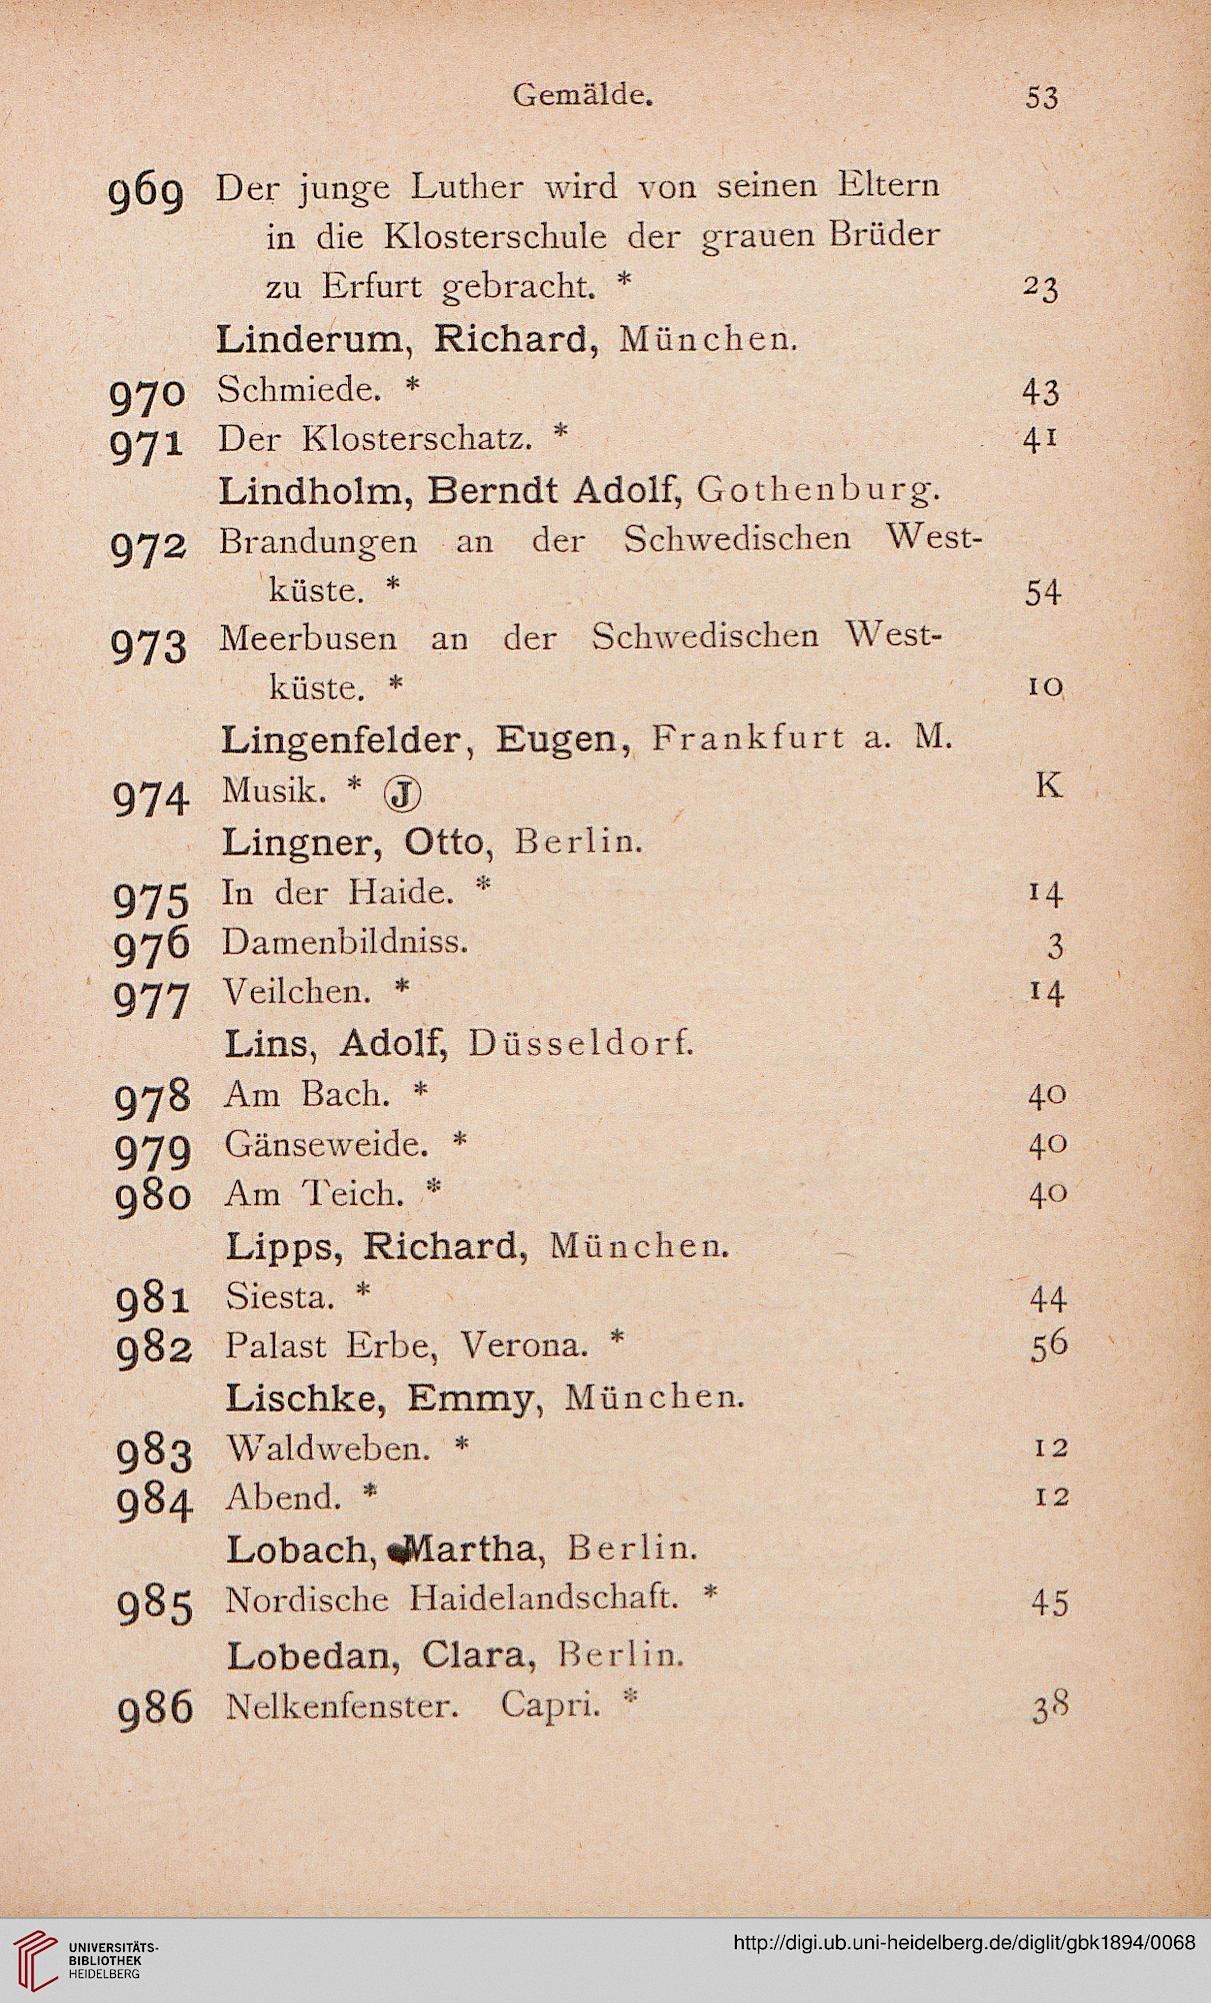 Gemälde. 53
969 Der junge Luther wird von seinen Eltern
in die Klosterschule der grauen Brüder
zu Erfurt gebracht. * 23
Linderum, Richard, München.
970 Schmiede. * 43
971 Der Klosterschatz. * 41
Lindholm, Berndt Adolf, Gothenburg.
972 Brandungen an der Schwedischen West-
küste. * 54
973 Meerbusen an der Schwedischen West-
küste. * 10
Lingenfelder, Eugen, Frankfurt a. M.
974 Musik. * Ⓙ K
Lingner, Otto, Berlin.
975 In der Haide. * 14
976 Damenbildniss. 3
977 Veilchen. * 14
Lins, Adolf, Düsseldorf.
978 Am Bach. * 40
979 Gänseweide. * 40
980 Am Teich. * 40
Lipps, Richard, München.
981 Siesta. * 44
982 Palast Erbe, Verona. * 56
Lischke, Emmy, München.
983 Waldweben. * 12
984 Abend. * 12
Lobach, Martha, Berlin.
985 Nordische Haidelandschaft. * 45
Lobedan, Clara, Berlin.
986 Nelkenfenster. Capri. * 38
UNIVERSITÄTS-
BIBLIOTHEK
HEIDELBERG
http://digi.ub.uni-heidelberg.de/diglit/gbk1894/0068